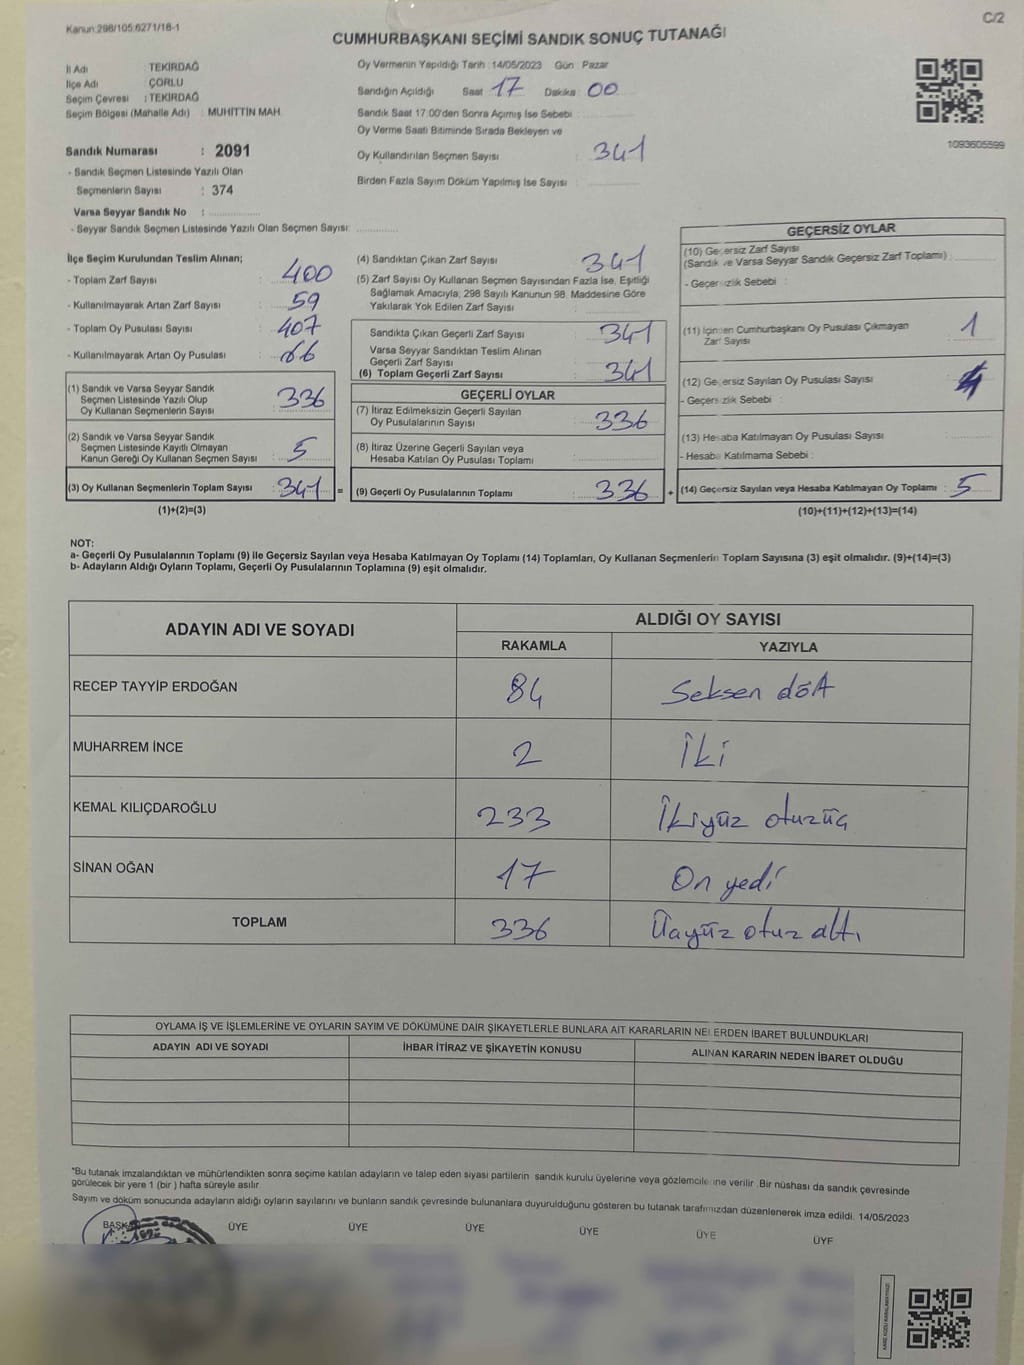 Kanun:298/105:6271/18-1
C/2
CUMHURBAŞKANI SEÇİMİ SANDIK SONUÇ TUTANAĞI
İl Adı : TEKİRDAĞ
İlçe Adı : ÇORLU
Seçim Çevresi : TEKİRDAĞ
Seçim Bölgesi (Mahalle Adı) : MUHİTTİN MAH.
Sandık Numarası : 2091
- Sandık Seçmen Listesinde Yazılı Olan
Seçmenlerin Sayısı : 374
Varsa Seyyar Sandık No :
- Seyyar Sandık Seçmen Listesinde Yazılı Olan Seçmen Sayısı:
Oy Vermenin Yapıldığı Tarih :14/05/2023 Gün : Pazar
Sandığın Açıldığı Saat : 17 Dakika : 00
Sandık Saat 17:00'den Sonra Açımış İse Sebebi :
Oy Verme Saati Bitiminde Sırada Bekleyen ve
Oy Kullandırılan Seçmen Sayısı : 341
Birden Fazla Sayım Döküm Yapılmış İse Sayısı :
1093605599
İlçe Seçim Kurulundan Teslim Alınan;
- Toplam Zarf Sayısı : 400
- Kullanılmayarak Artan Zarf Sayısı : 59
- Toplam Oy Pusulası Sayısı : 407
- Kullanılmayarak Artan Oy Pusulası : 66
(1) Sandık ve Varsa Seyyar Sandık
Seçmen Listesinde Yazılı Olup
Oy Kullanan Seçmenlerin Sayısı : 336
(2) Sandık ve Varsa Seyyar Sandık
Seçmen Listesinde Kayıtlı Olmayan
Kanun Gereği Oy Kullanan Seçmen Sayısı : 5
(3) Oy Kullanan Seçmenlerin Toplam Sayısı : 341 =
(1)+(2)=(3)
(4) Sandıktan Çıkan Zarf Sayısı : 341
(5) Zarf Sayısı Oy Kullanan Seçmen Sayısından Fazla İse, Eşitliği
Sağlamak Amacıyla; 298 Sayılı Kanunun 98. Maddesine Göre
Yakılarak Yok Edilen Zarf Sayısı :
Sandıkta Çıkan Geçerli Zarf Sayısı : 341
Varsa Seyyar Sandıktan Teslim Alınan
Geçerli Zarf Sayısı
(6) Toplam Geçerli Zarf Sayısı : 341
GEÇERLİ OYLAR
(7) İtiraz Edilmeksizin Geçerli Sayılan
Oy Pusulalarının Sayısı : 336
(8) İtiraz Üzerine Geçerli Sayılan veya
Hesaba Katılan Oy Pusulası Toplamı :
(9) Geçerli Oy Pusulalarının Toplamı : 336 +
GEÇERSİZ OYLAR
(10) Geçersiz Zarf Sayısı
(Sandık ve Varsa Seyyar Sandık Geçersiz Zarf Toplamı) :
- Geçersizlik Sebebi :
(11) İçinden Cumhurbaşkanı Oy Pusulası Çıkmayan
Zarf Sayısı : 1
(12) Geçersiz Sayılan Oy Pusulası Sayısı : 4
- Geçersizlik Sebebi :
(13) Hesaba Katılmayan Oy Pusulası Sayısı :
- Hesaba Katılmama Sebebi :
(14) Geçersiz Sayılan veya Hesaba Katılmayan Oy Toplamı : 5
(10)+(11)+(12)+(13)=(14)
NOT:
a- Geçerli Oy Pusulalarının Toplamı (9) ile Geçersiz Sayılan veya Hesaba Katılmayan Oy Toplamı (14) Toplamları, Oy Kullanan Seçmenlerin Toplam Sayısına (3) eşit olmalıdır. (9)+(14)=(3)
b- Adayların Aldığı Oyların Toplamı, Geçerli Oy Pusulalarının Toplamına (9) eşit olmalıdır.
ADAYIN ADI VE SOYADI
ALDIĞI OY SAYISI
RAKAMLA YAZIYLA
RECEP TAYYİP ERDOĞAN 84 Seksen dört
MUHARREM İNCE 2 İki
KEMAL KILIÇDAROĞLU 233 İkiyüz otuzüç
SİNAN OĞAN 17 On yedi
TOPLAM 336 Üçyüz otuz altı
OYLAMA İŞ VE İŞLEMLERİNE VE OYLARIN SAYIM VE DÖKÜMÜNE DAİR ŞİKAYETLERLE BUNLARA AİT KARARLARIN NELERDEN İBARET BULUNDUKLARI
ADAYIN ADI VE SOYADI İHBAR İTİRAZ VE ŞİKAYETİN KONUSU ALINAN KARARIN NEDEN İBARET OLDUĞU
"Bu tutanak imzalandıktan ve mühürlendikten sonra seçime katılan adayların ve talep eden siyasi partilerin sandık kurulu üyelerine veya gözlemcilerine verilir .Bir nüshası da sandık çevresinde
görülecek bir yere 1 (bir ) hafta süreyle asılır.
Sayım ve döküm sonucunda adayların aldığı oyların sayılarını ve bunların sandık çevresinde bulunanlara duyurulduğunu gösteren bu tutanak tarafımızdan düzenlenerek imza edildi. 14/05/2023
BAŞKAN ÜYE ÜYE ÜYE ÜYE ÜYE ÜYE